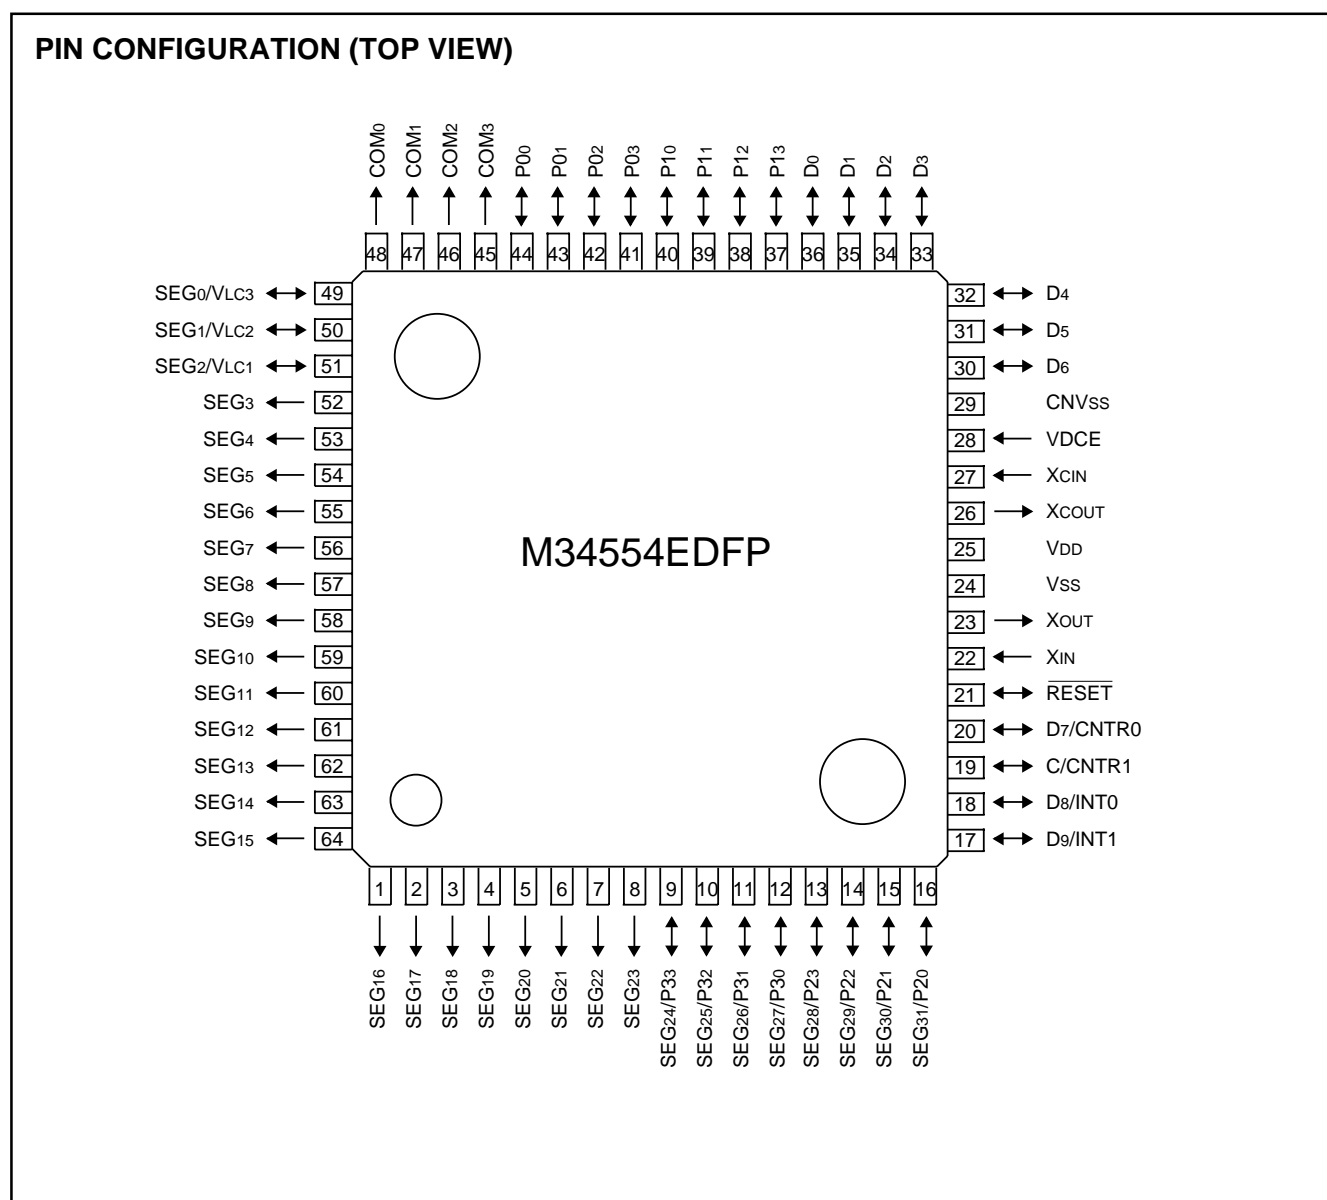 PIN CONFIGURATION (TOP VIEW)
COM0
COM1
COM2
COM3
P00
P01
P02
P03
P10
P11
P12
P13
D0
D1
D2
D3
48 47 46 45 44 43 42 41 40 39 38 37 36 35 34 33
SEG0/VLC3 49
SEG1/VLC2 50
SEG2/VLC1 51
SEG3 52
SEG4 53
SEG5 54
SEG6 55
SEG7 56
SEG8 57
SEG9 58
SEG10 59
SEG11 60
SEG12 61
SEG13 62
SEG14 63
SEG15 64
M34554EDFP
32 D4
31 D5
30 D6
29 CNVSS
28 VDCE
27 XCIN
26 XCOUT
25 VDD
24 VSS
23 XOUT
22 XIN
21 RESET
20 D7/CNTR0
19 C/CNTR1
18 D8/INT0
17 D9/INT1
1 2 3 4 5 6 7 8 9 10 11 12 13 14 15 16
SEG16
SEG17
SEG18
SEG19
SEG20
SEG21
SEG22
SEG23
SEG24/P33
SEG25/P32
SEG26/P31
SEG27/P30
SEG28/P23
SEG29/P22
SEG30/P21
SEG31/P20